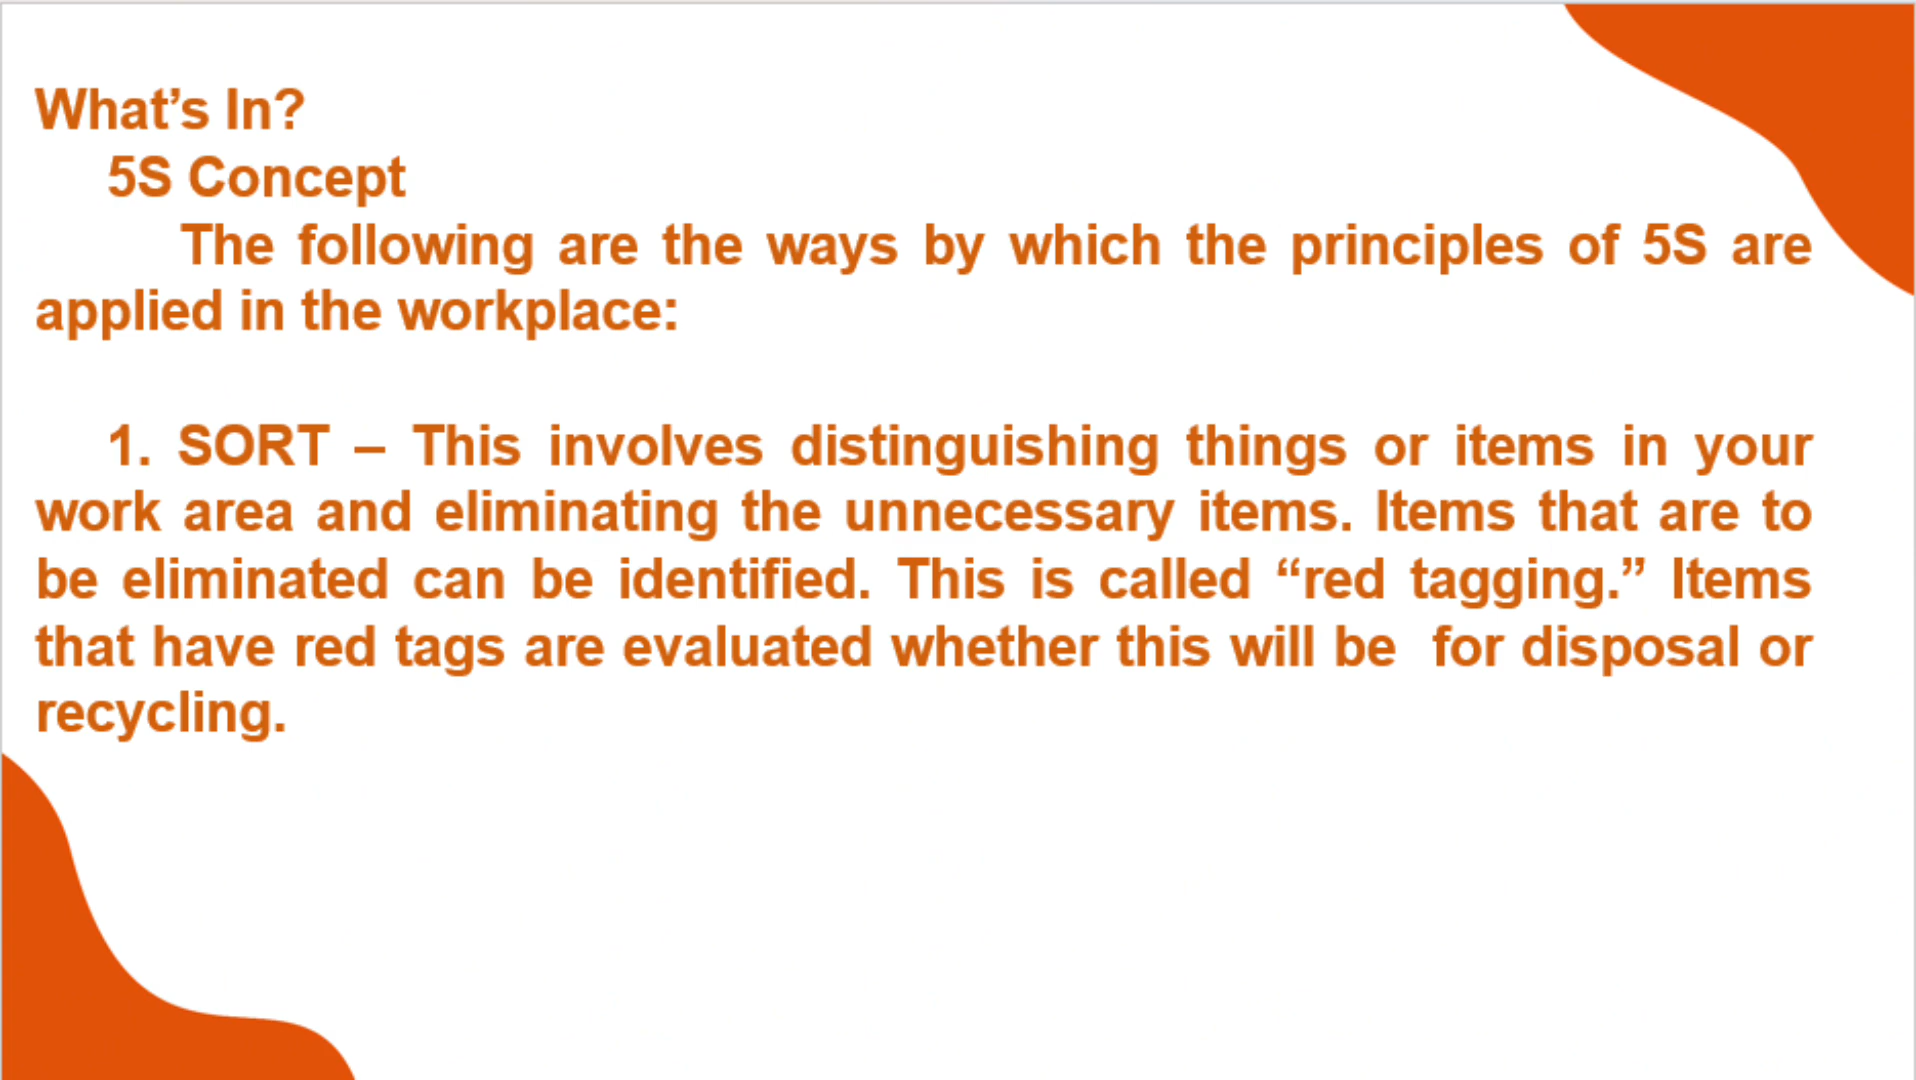 What’s In?
5S Concept
The following are the ways by which the principles of 5S are
applied in the workplace:
1. SORT – This involves distinguishing things or items in your
work area and eliminating the unnecessary items. Items that are to
be eliminated can be identified. This is called “red tagging.” Items
that have red tags are evaluated whether this will be  for disposal or
recycling.